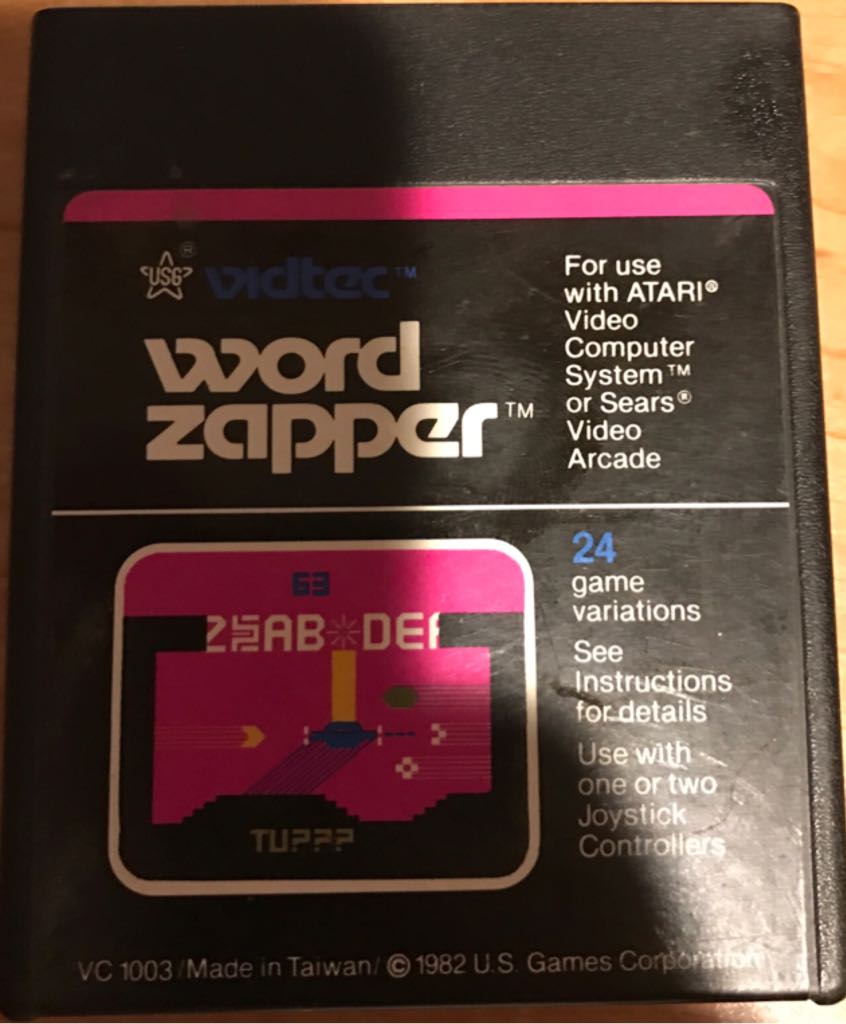 USG® vidtec™
word
zapper™
For use
with ATARI®
Video
Computer
System™
or Sears®
Video
Arcade
63
AB DE
TU???
24
game
variations
See
Instructions
for details
Use with
one or two
Joystick
Controllers
VC 1003/Made in Taiwan/ © 1982 U.S. Games Corporation